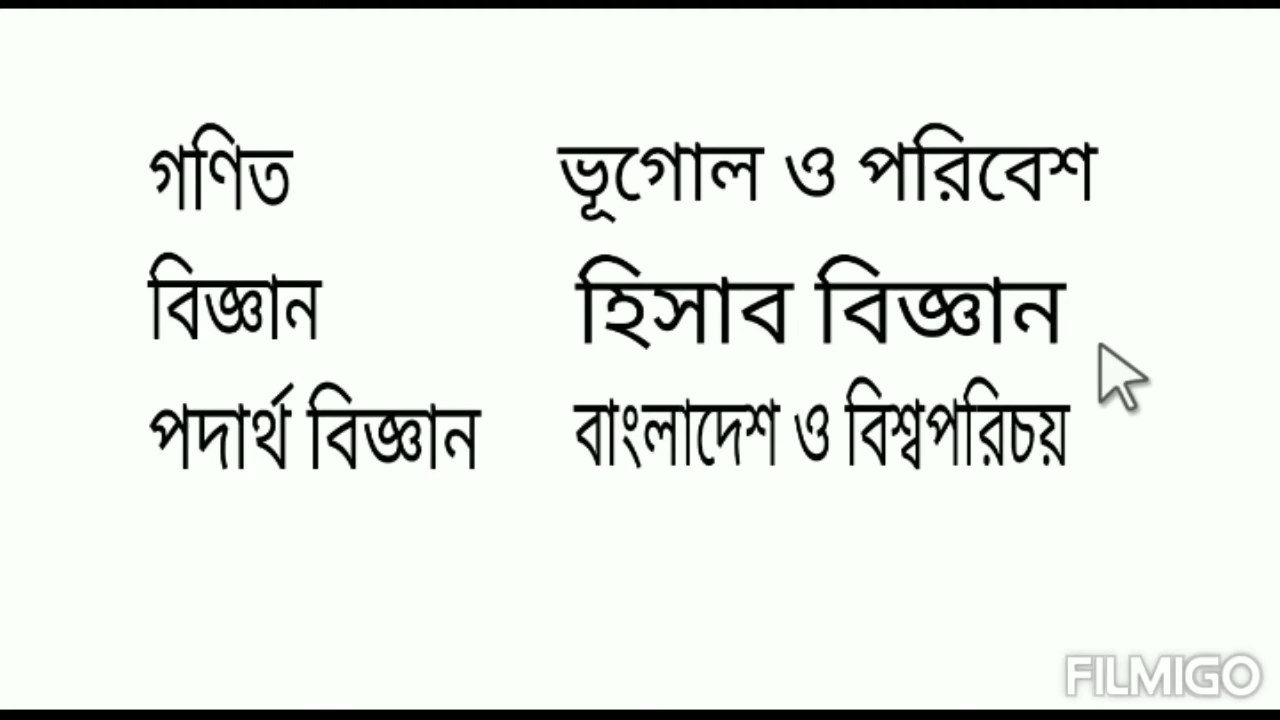 গণিত
বিজ্ঞান
পদার্থ বিজ্ঞান
ভূগোল ও পরিবেশ
হিসাব বিজ্ঞান
বাংলাদেশ ও বিশ্বপরিচয়
FILMIGO